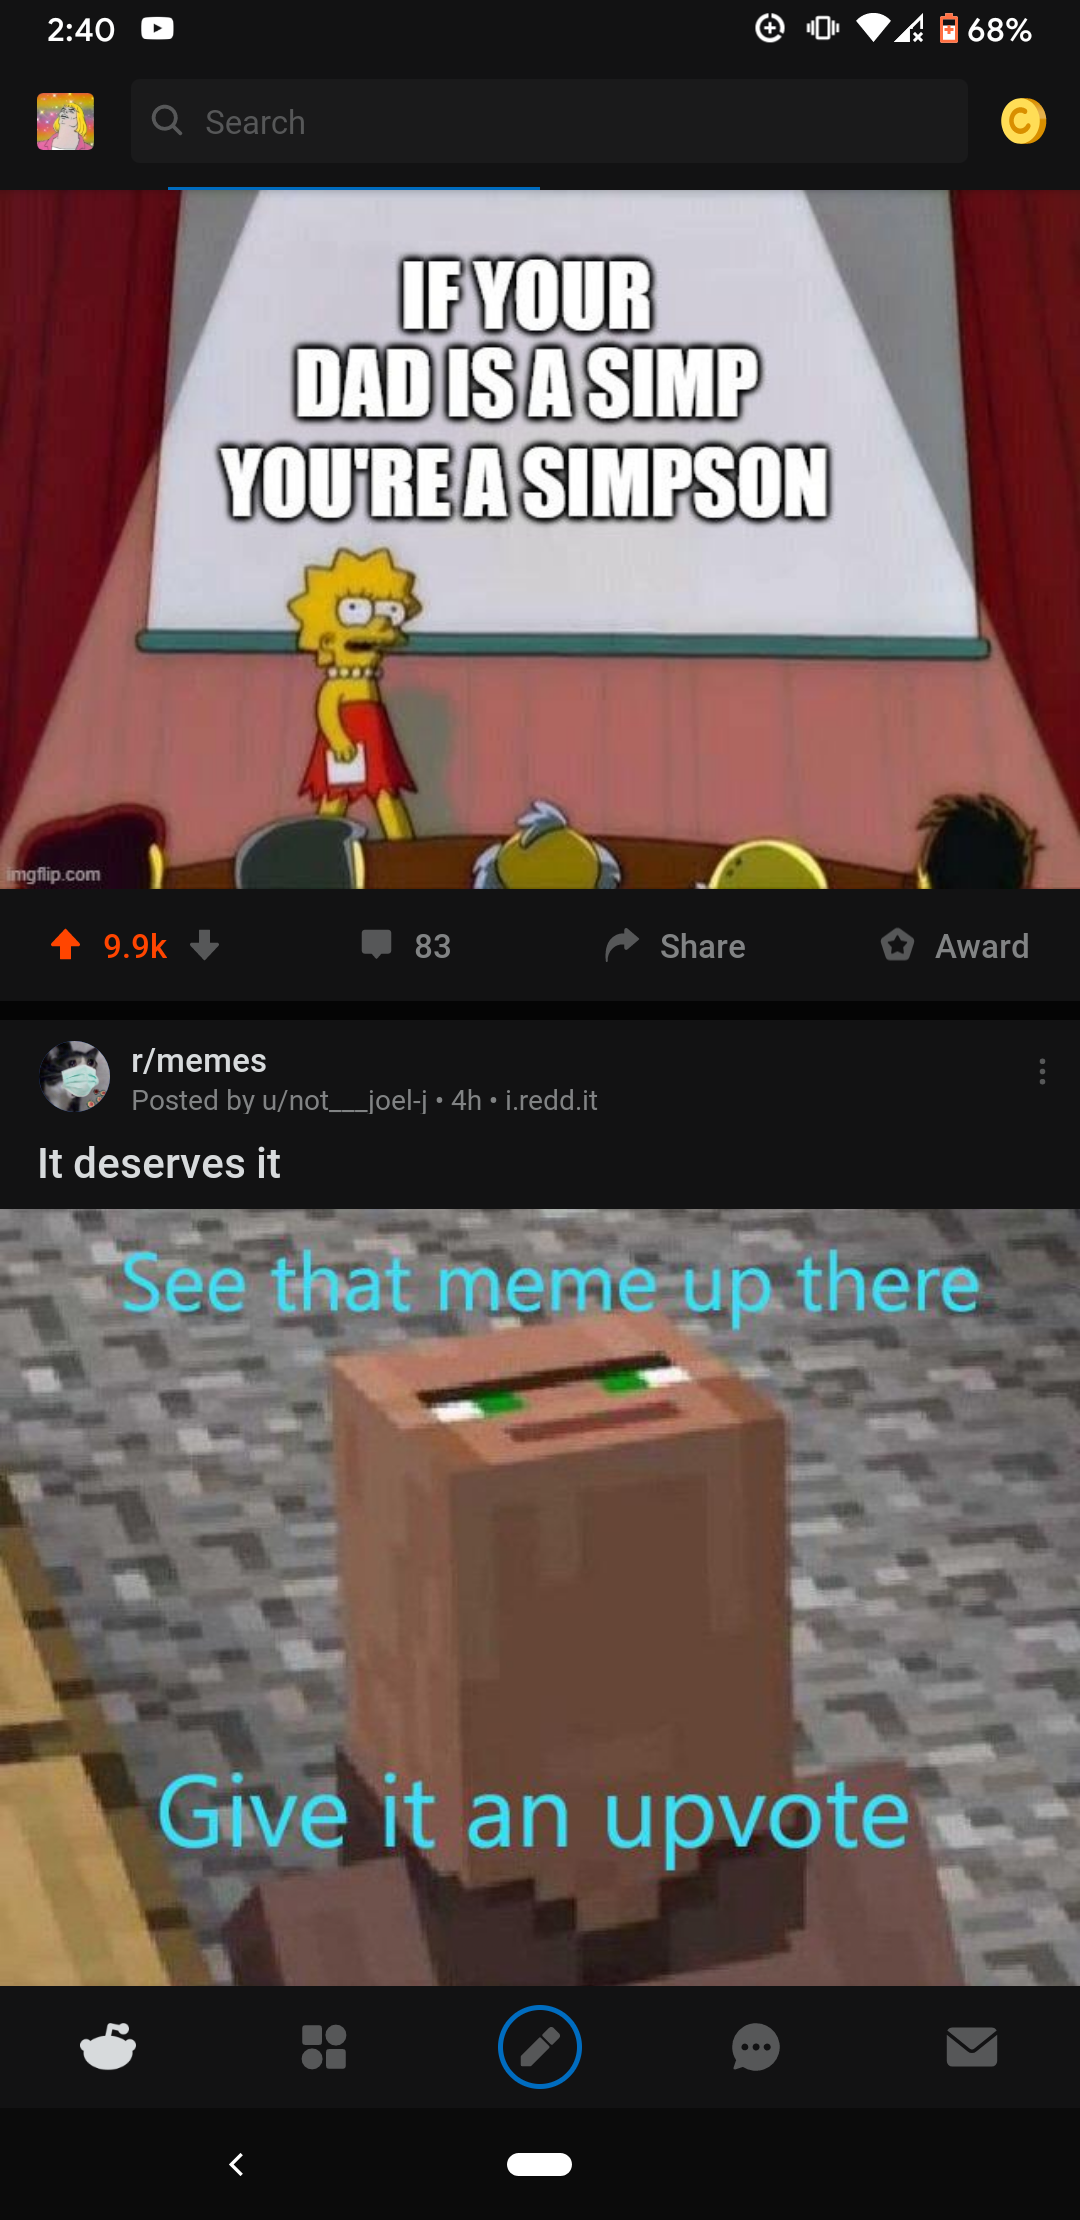 2:40
68%
Search
IF YOUR
DAD IS A SIMP
YOU'RE A SIMPSON
imgflip.com
9.9k
83
Share
Award
r/memes
Posted by u/not___joel-j • 4h • i.redd.it
It deserves it
See that meme up there
Give it an upvote